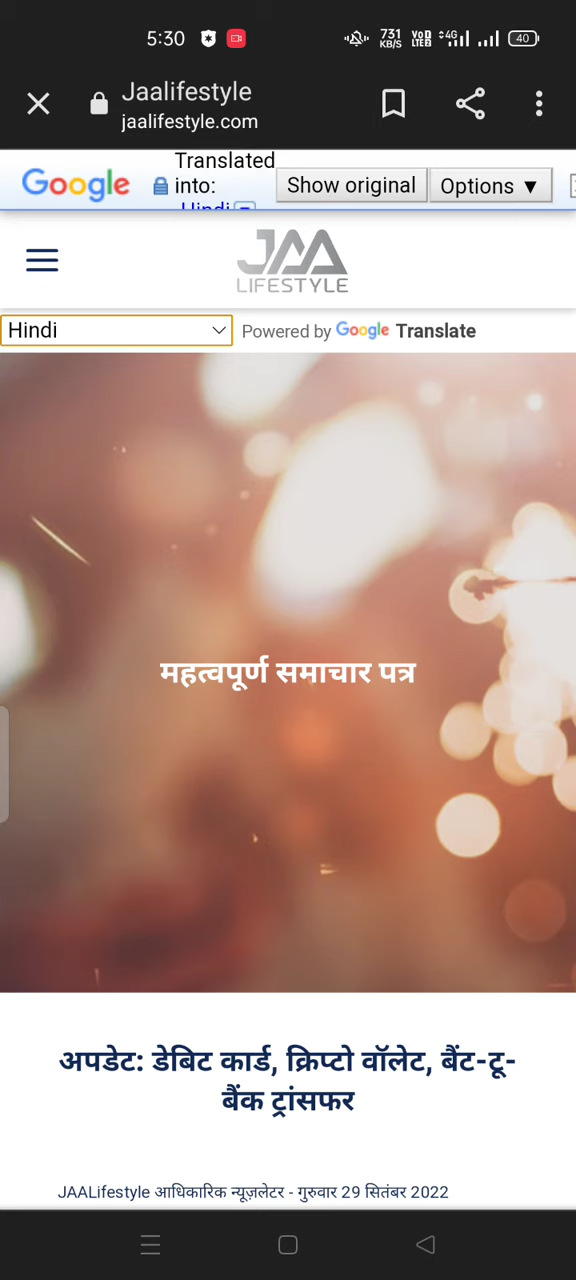 5:30
731
KB/S
4G
40
Jaalifestyle
jaalifestyle.com
Google
Translated
into:
Hindi
Show original
Options ▼
JAA
LIFESTYLE
Hindi
Powered by Google Translate
महत्वपूर्ण समाचार पत्र
अपडेट: डेबिट कार्ड, क्रिप्टो वॉलेट, बैंट-टू-
बैंक ट्रांसफर
JAALifestyle आधिकारिक न्यूज़लेटर - गुरुवार 29 सितंबर 2022